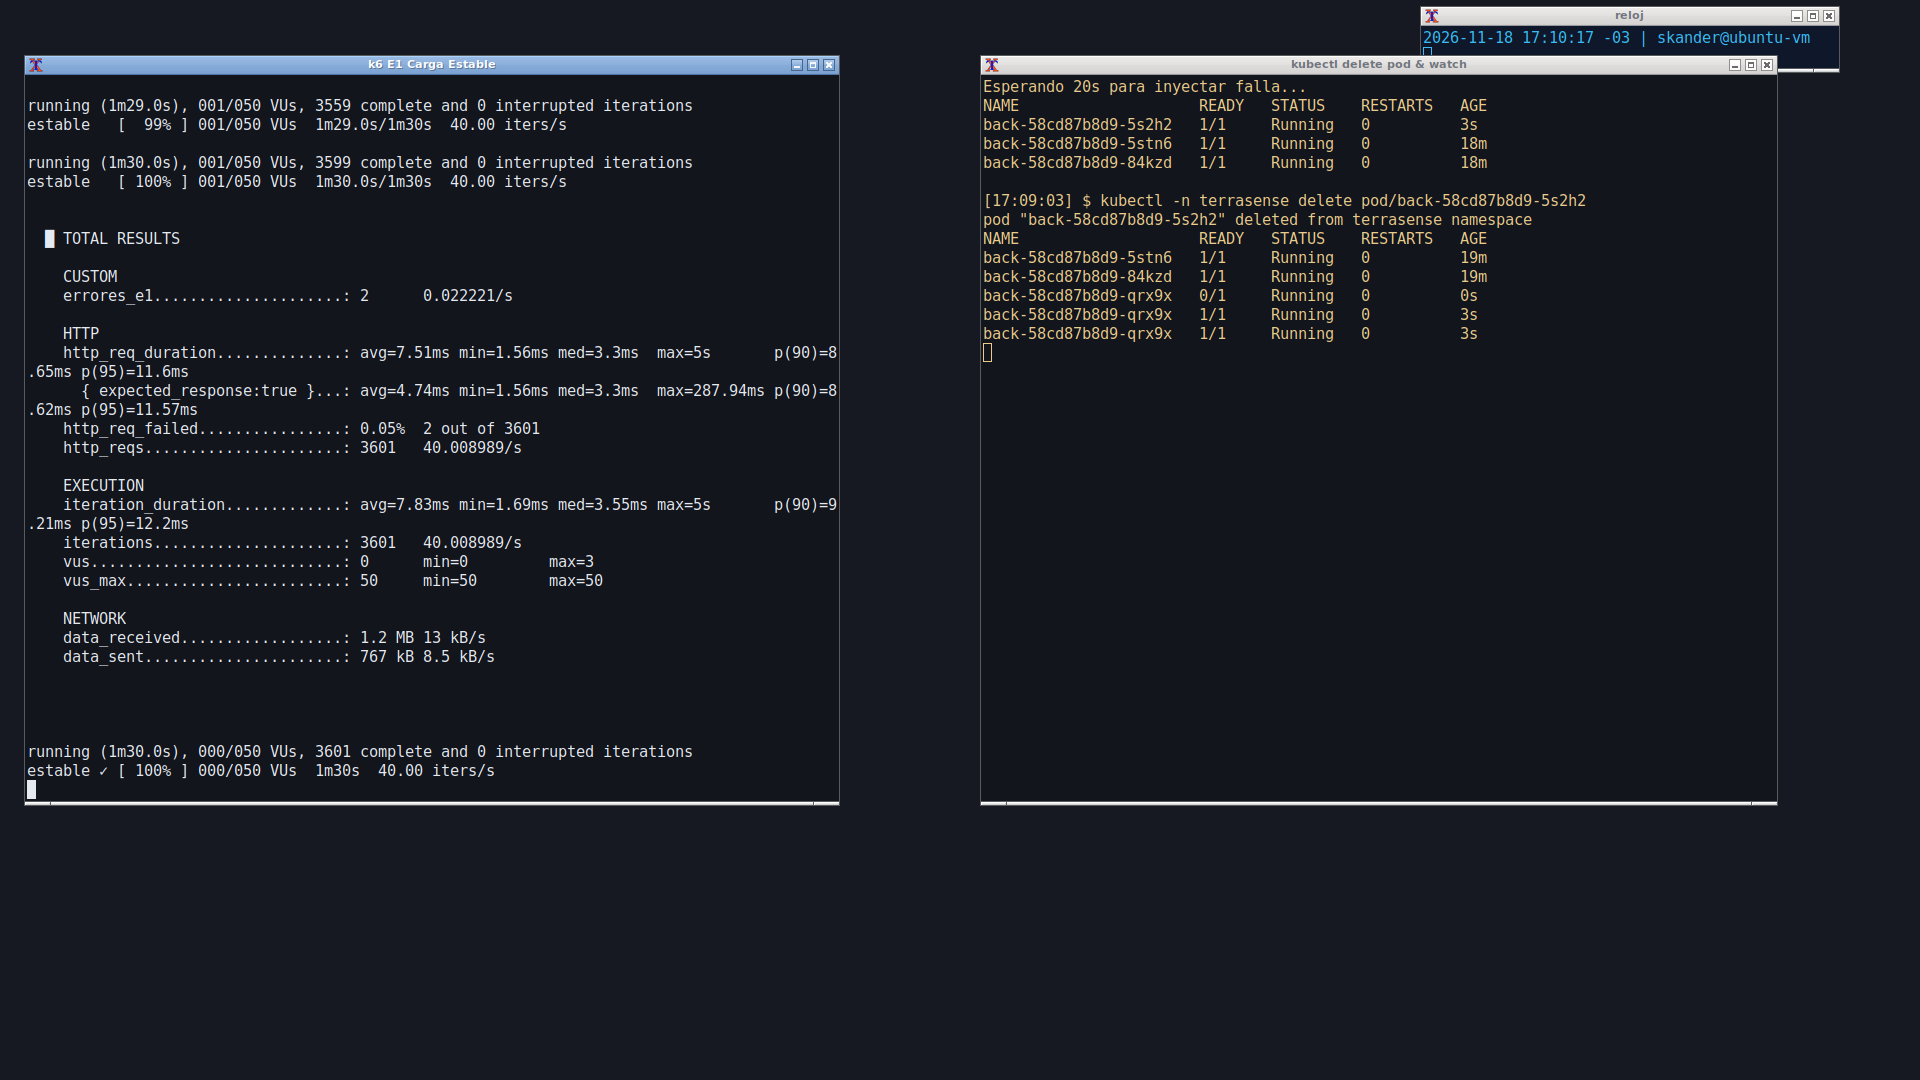 reloj
2026-11-18 17:10:17 -03 | skander@ubuntu-vm
k6 E1 Carga Estable
running (1m29.0s), 001/050 VUs, 3559 complete and 0 interrupted iterations
estable   [  99% ] 001/050 VUs  1m29.0s/1m30s  40.00 iters/s
running (1m30.0s), 001/050 VUs, 3599 complete and 0 interrupted iterations
estable   [ 100% ] 001/050 VUs  1m30.0s/1m30s  40.00 iters/s
█ TOTAL RESULTS
CUSTOM
errores_e1.....................: 2      0.022221/s
HTTP
http_req_duration..............: avg=7.51ms min=1.56ms med=3.3ms  max=5s       p(90)=8
.65ms p(95)=11.6ms
{ expected_response:true }...: avg=4.74ms min=1.56ms med=3.3ms  max=287.94ms p(90)=8
.62ms p(95)=11.57ms
http_req_failed................: 0.05%  2 out of 3601
http_reqs......................: 3601   40.008989/s
EXECUTION
iteration_duration.............: avg=7.83ms min=1.69ms med=3.55ms max=5s       p(90)=9
.21ms p(95)=12.2ms
iterations.....................: 3601   40.008989/s
vus............................: 0      min=0         max=3
vus_max........................: 50     min=50        max=50
NETWORK
data_received..................: 1.2 MB 13 kB/s
data_sent......................: 767 kB 8.5 kB/s
running (1m30.0s), 000/050 VUs, 3601 complete and 0 interrupted iterations
estable ✓ [ 100% ] 000/050 VUs  1m30s  40.00 iters/s
kubectl delete pod & watch
Esperando 20s para inyectar falla...
NAME                    READY   STATUS    RESTARTS   AGE
back-58cd87b8d9-5s2h2   1/1     Running   0          3s
back-58cd87b8d9-5stn6   1/1     Running   0          18m
back-58cd87b8d9-84kzd   1/1     Running   0          18m
[17:09:03] $ kubectl -n terrasense delete pod/back-58cd87b8d9-5s2h2
pod "back-58cd87b8d9-5s2h2" deleted from terrasense namespace
NAME                    READY   STATUS    RESTARTS   AGE
back-58cd87b8d9-5stn6   1/1     Running   0          19m
back-58cd87b8d9-84kzd   1/1     Running   0          19m
back-58cd87b8d9-qrx9x   0/1     Running   0          0s
back-58cd87b8d9-qrx9x   1/1     Running   0          3s
back-58cd87b8d9-qrx9x   1/1     Running   0          3s